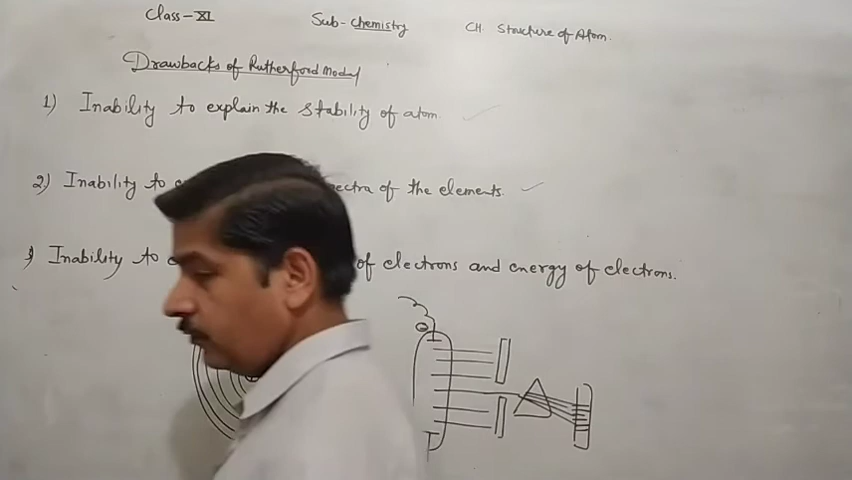 Class-XI Sub-Chemistry CH. Structure of Atom.
Drawbacks of Rutherford Model
1) Inability to explain the stability of atom.
2) Inability to of the elements.
Inability to of electrons and energy of electrons.